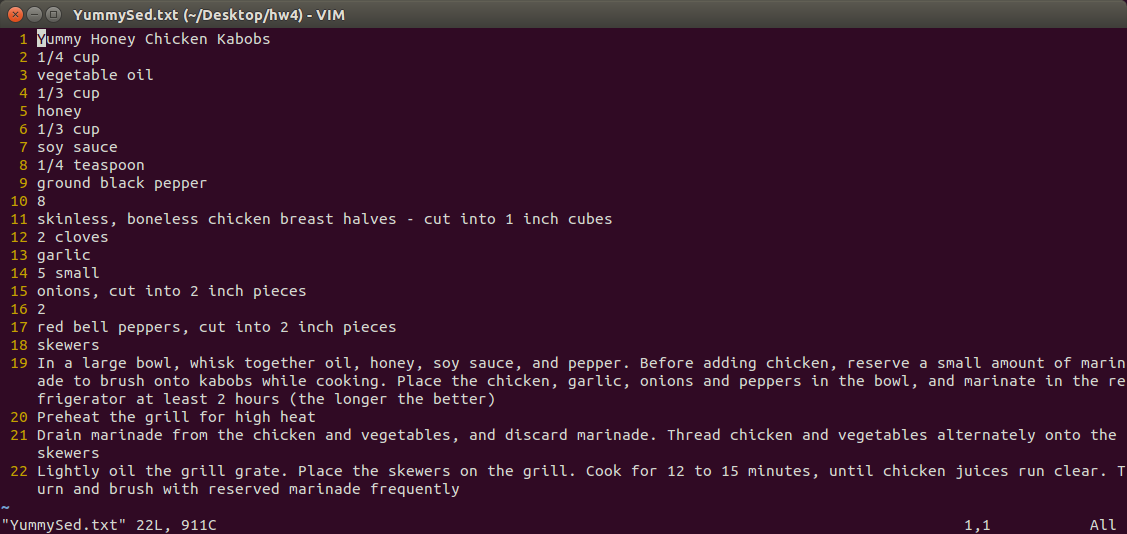 YummySed.txt (~/Desktop/hw4) - VIM
1 Yummy Honey Chicken Kabobs
2 1/4 cup
3 vegetable oil
4 1/3 cup
5 honey
6 1/3 cup
7 soy sauce
8 1/4 teaspoon
9 ground black pepper
10 8
11 skinless, boneless chicken breast halves - cut into 1 inch cubes
12 2 cloves
13 garlic
14 5 small
15 onions, cut into 2 inch pieces
16 2
17 red bell peppers, cut into 2 inch pieces
18 skewers
19 In a large bowl, whisk together oil, honey, soy sauce, and pepper. Before adding chicken, reserve a small amount of marin
ade to brush onto kabobs while cooking. Place the chicken, garlic, onions and peppers in the bowl, and marinate in the re
frigerator at least 2 hours (the longer the better)
20 Preheat the grill for high heat
21 Drain marinade from the chicken and vegetables, and discard marinade. Thread chicken and vegetables alternately onto the
skewers
22 Lightly oil the grill grate. Place the skewers on the grill. Cook for 12 to 15 minutes, until chicken juices run clear. T
urn and brush with reserved marinade frequently
~
"YummySed.txt" 22L, 911C 1,1 All